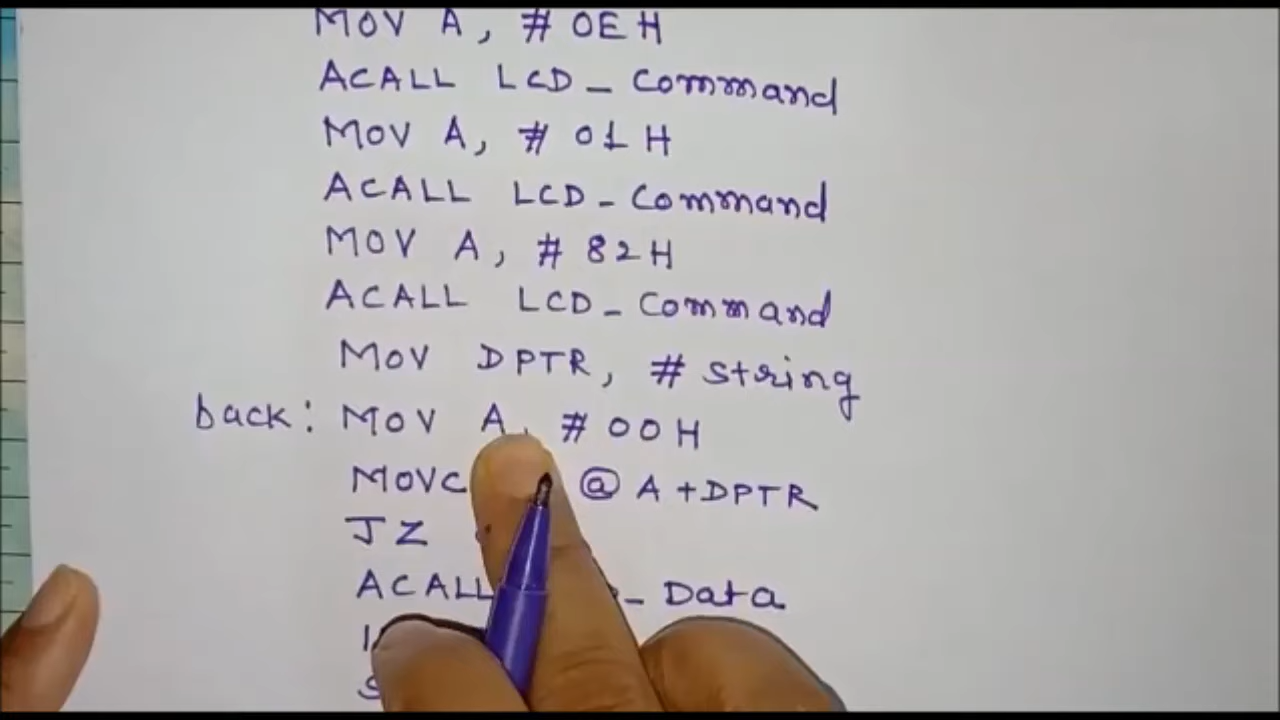 MOV A, # 0EH
ACALL LCD_Command
MOV A, # 01H
ACALL LCD_Command
MOV A, # 82H
ACALL LCD_Command
MOV DPTR, # string
back: MOV A, # 00H
MOVC @ A+DPTR
JZ
ACALL _Data